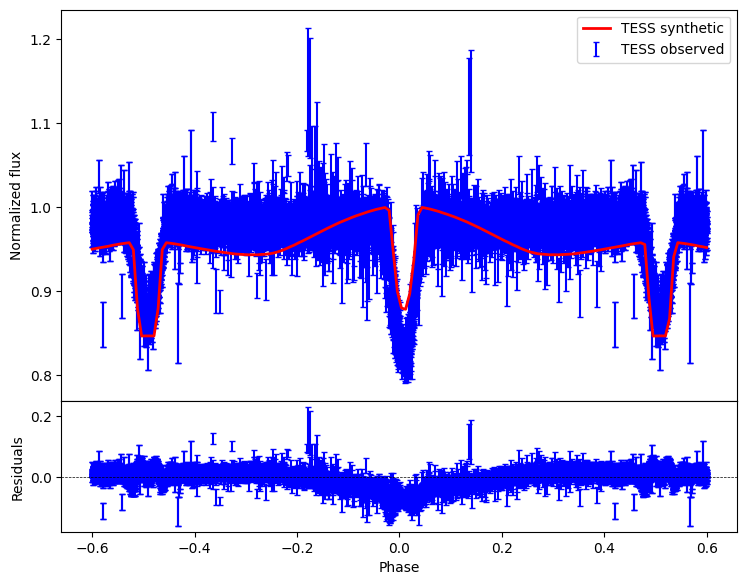 TESS synthetic
TESS observed
Normalized flux
1.2
1.1
1.0
0.9
0.8
Residuals
0.2
0.0
−0.6
−0.4
−0.2
0.0
0.2
0.4
0.6
Phase